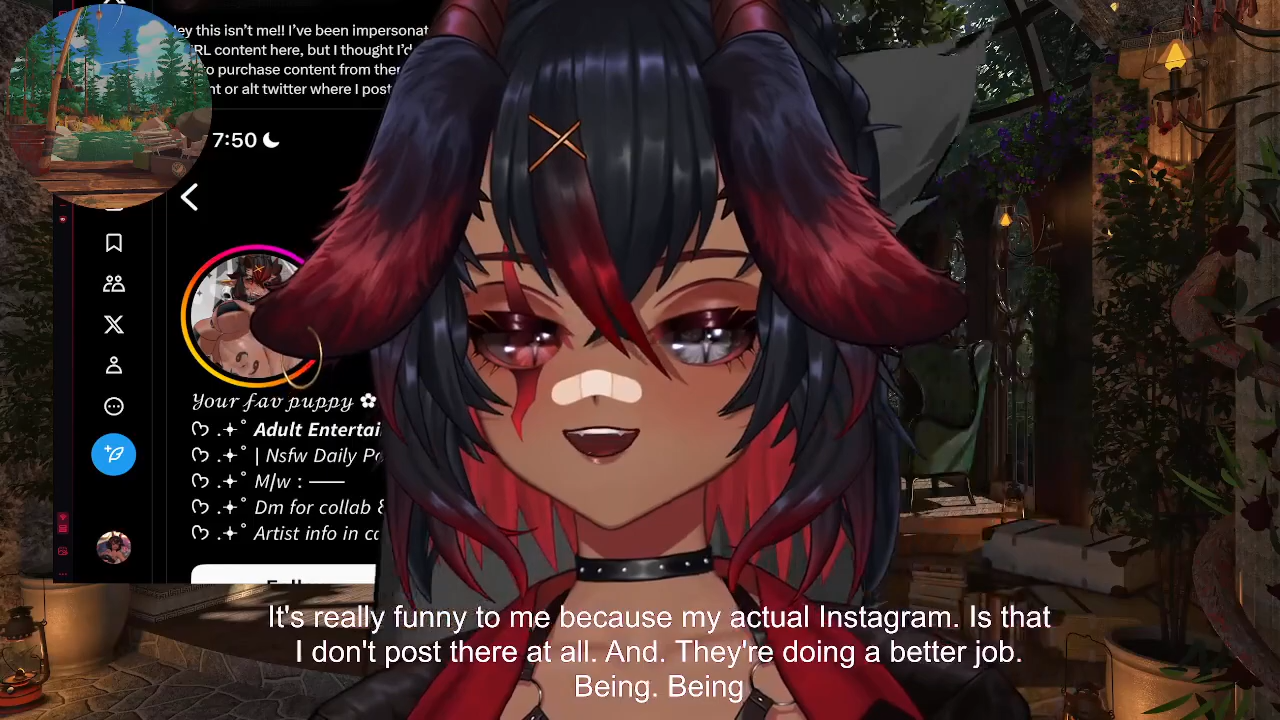 ey this isn't me!! I've been impersonat
RL content here, but I thought I'd
o purchase content from the
nt or alt twitter where I post
7:50
Your fav puppy
Adult Entertai
| Nsfw Daily P
M/w : ——
Dm for collab &
Artist info in ca
It's really funny to me because my actual Instagram. Is that
I don't post there at all. And. They're doing a better job.
Being. Being